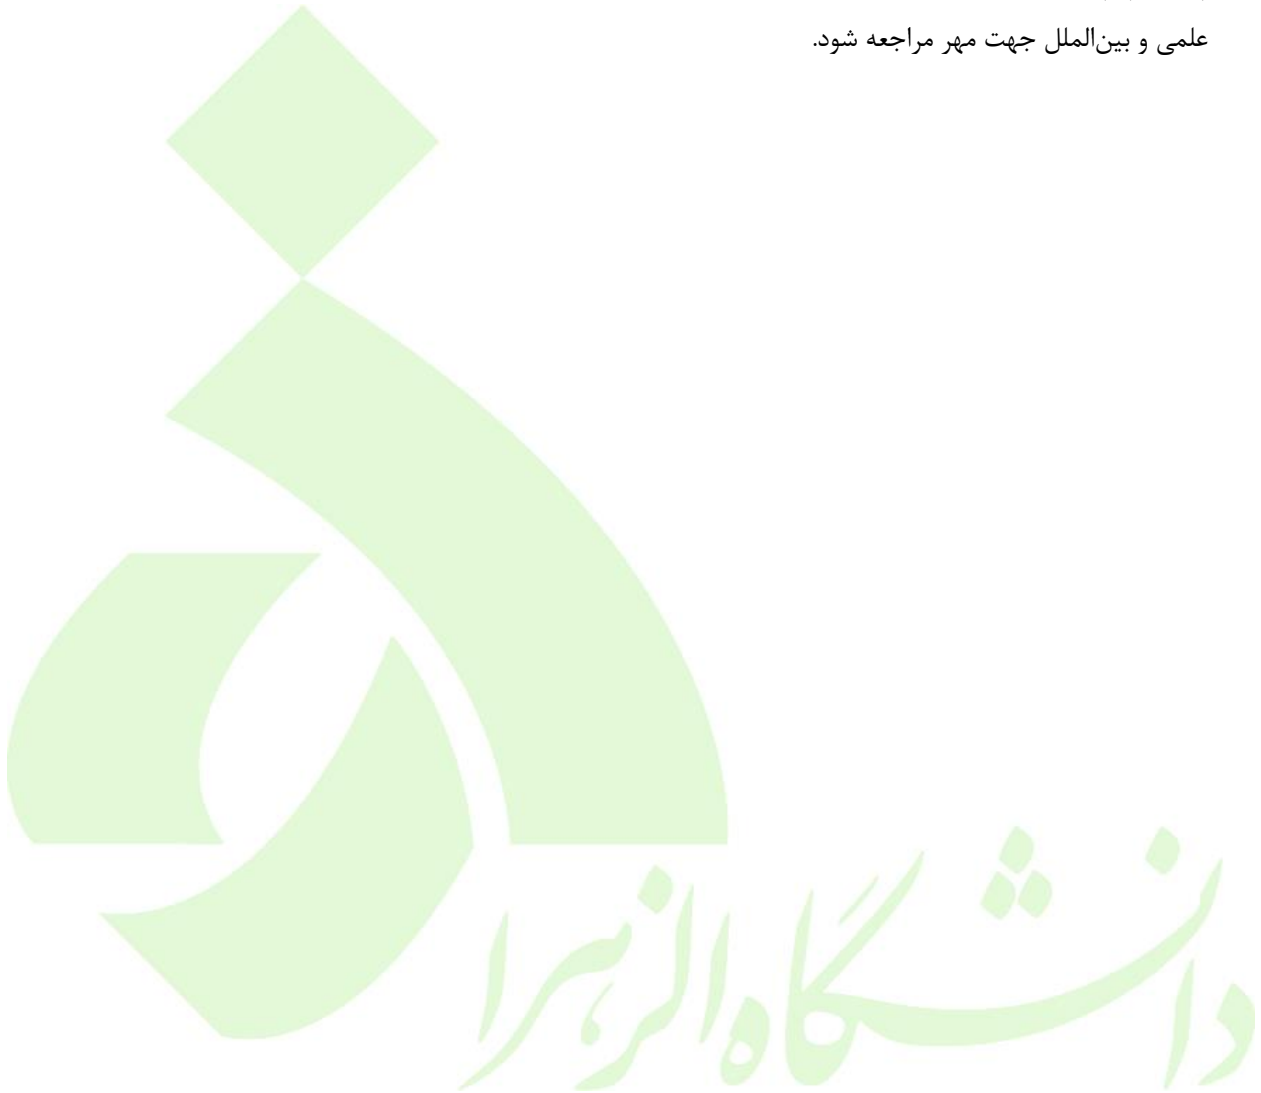 علمی و بین‌الملل جهت مهر مراجعه شود.
دانشگاه الزهرا